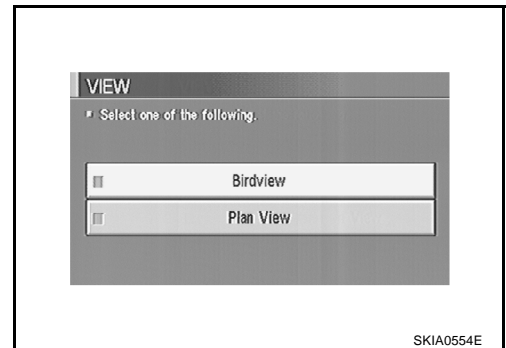 VIEW
Select one of the following.
Birdview
Plan View
SKIA0554E